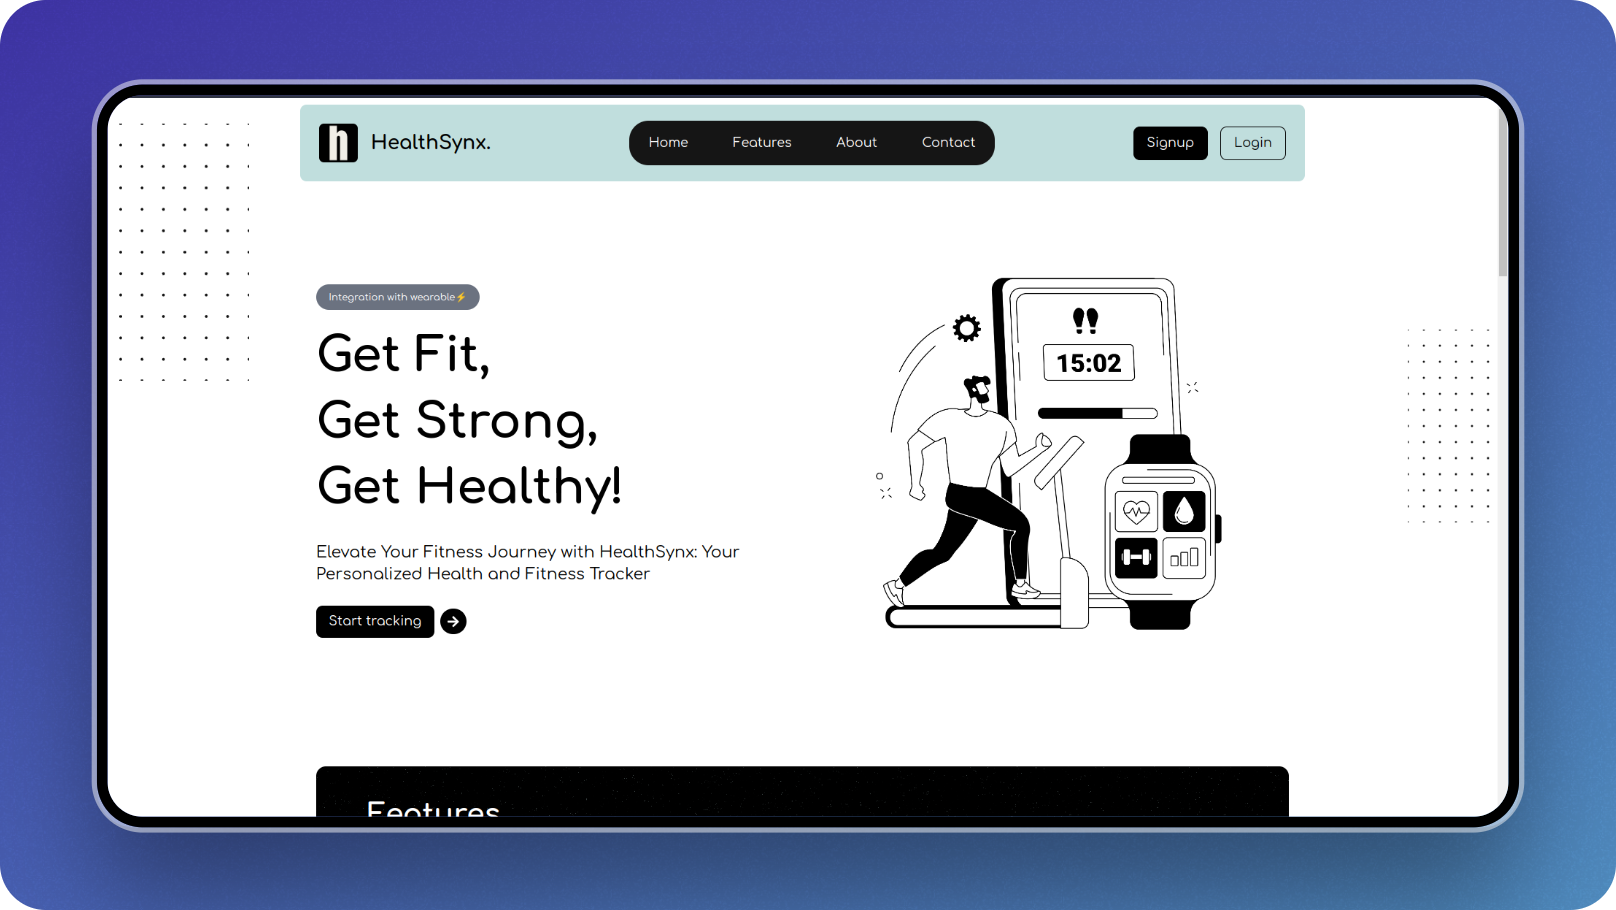 h HealthSynx.
Home Features About Contact
Signup Login
Integration with wearable⚡
Get Fit,
Get Strong,
Get Healthy!
Elevate Your Fitness Journey with HealthSynx: Your
Personalized Health and Fitness Tracker
Start tracking
15:02
Features